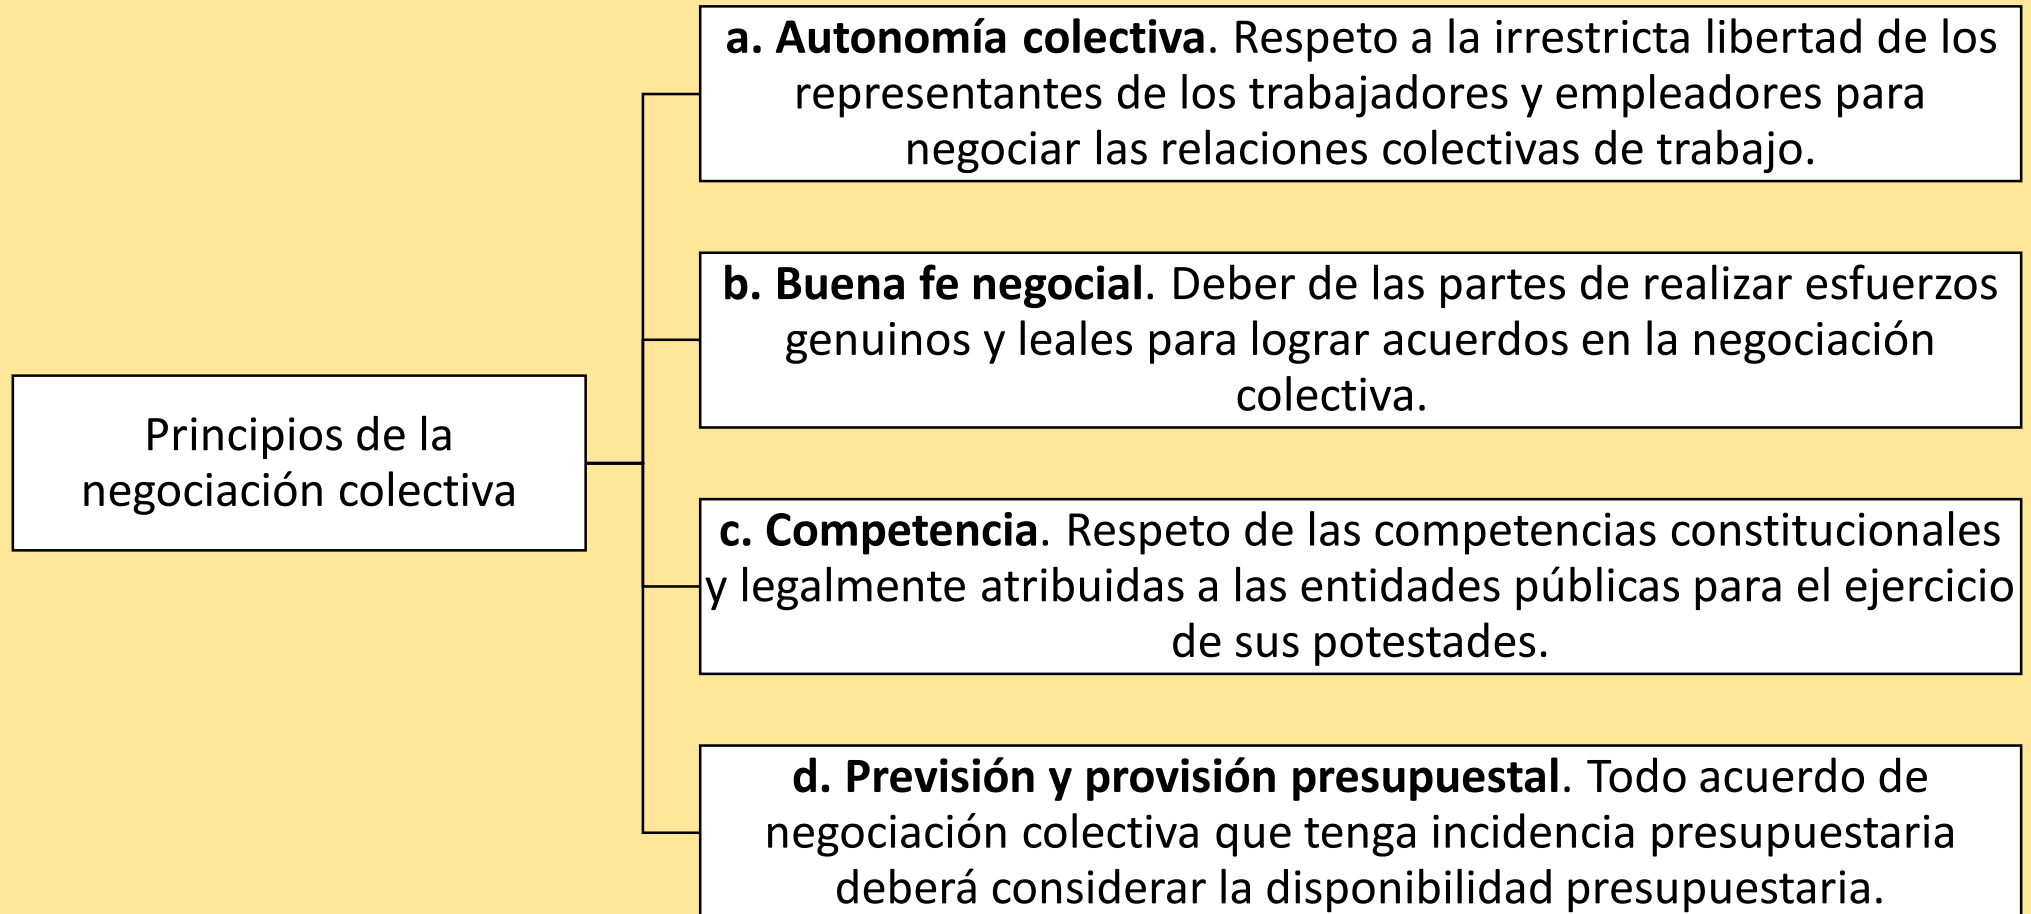 a. Autonomía colectiva. Respeto a la irrestricta libertad de los
representantes de los trabajadores y empleadores para
negociar las relaciones colectivas de trabajo.
b. Buena fe negocial. Deber de las partes de realizar esfuerzos
genuinos y leales para lograr acuerdos en la negociación
colectiva.
Principios de la
negociación colectiva
c. Competencia. Respeto de las competencias constitucionales
y legalmente atribuidas a las entidades públicas para el ejercicio
de sus potestades.
d. Previsión y provisión presupuestal. Todo acuerdo de
negociación colectiva que tenga incidencia presupuestaria
deberá considerar la disponibilidad presupuestaria.